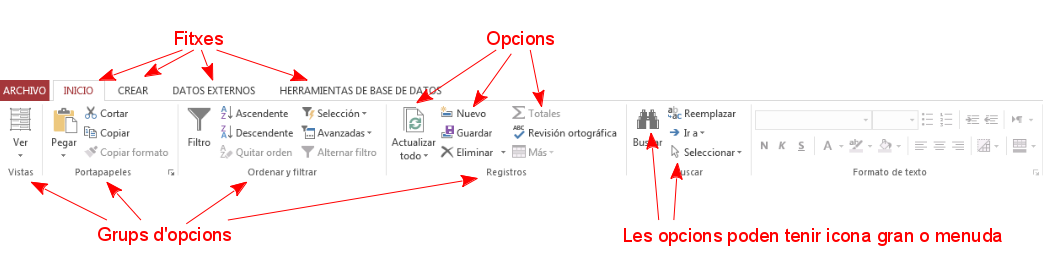 Fitxes Opcions
ARCHIVO INICIO CREAR DATOS EXTERNOS HERRAMIENTAS DE BASE DE DATOS
Ver
Vistas
Pegar
Cortar
Copiar
Copiar formato
Portapapeles
Filtro
Ascendente
Descendente
Quitar orden
Selección
Avanzadas
Alternar filtro
Ordenar y filtrar
Actualizar
todo
Nuevo
Guardar
Eliminar
Totales
Revisión ortográfica
Más
Registros
Buscar
Reemplazar
Ir a
Seleccionar
Buscar
N K S A
Formato de texto
Grups d'opcions
Les opcions poden tenir icona gran o menuda